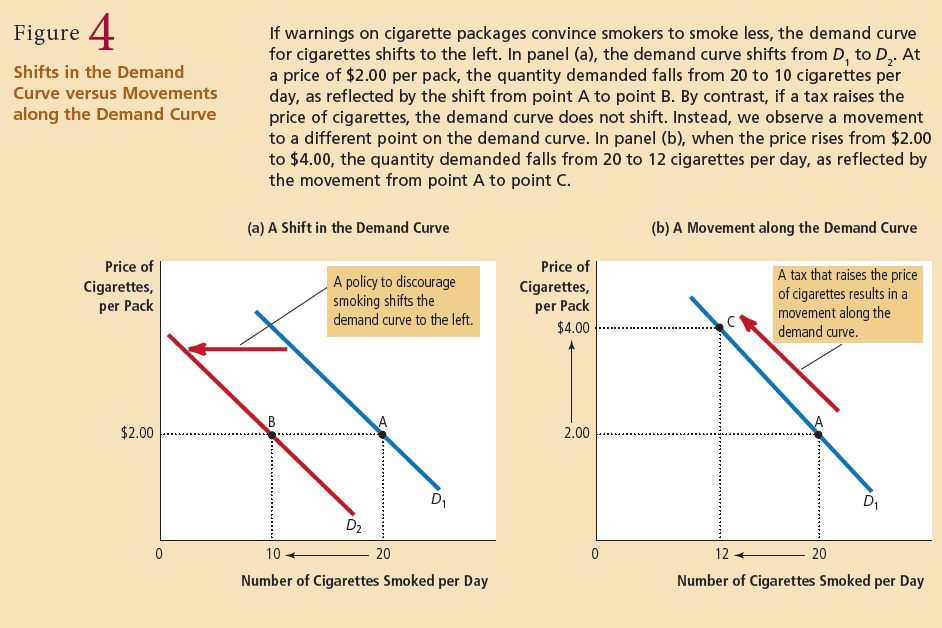 Figure 4
Shifts in the Demand
Curve versus Movements
along the Demand Curve
If warnings on cigarette packages convince smokers to smoke less, the demand curve
for cigarettes shifts to the left. In panel (a), the demand curve shifts from D1 to D2. At
a price of $2.00 per pack, the quantity demanded falls from 20 to 10 cigarettes per
day, as reflected by the shift from point A to point B. By contrast, if a tax raises the
price of cigarettes, the demand curve does not shift. Instead, we observe a movement
to a different point on the demand curve. In panel (b), when the price rises from $2.00
to $4.00, the quantity demanded falls from 20 to 12 cigarettes per day, as reflected by
the movement from point A to point C.
(a) A Shift in the Demand Curve
Price of
Cigarettes,
per Pack
A policy to discourage
smoking shifts the
demand curve to the left.
$2.00
B
A
D1
D2
0
10
20
Number of Cigarettes Smoked per Day
(b) A Movement along the Demand Curve
Price of
Cigarettes,
per Pack
A tax that raises the price
of cigarettes results in a
movement along the
demand curve.
$4.00
C
2.00
A
D1
0
12
20
Number of Cigarettes Smoked per Day